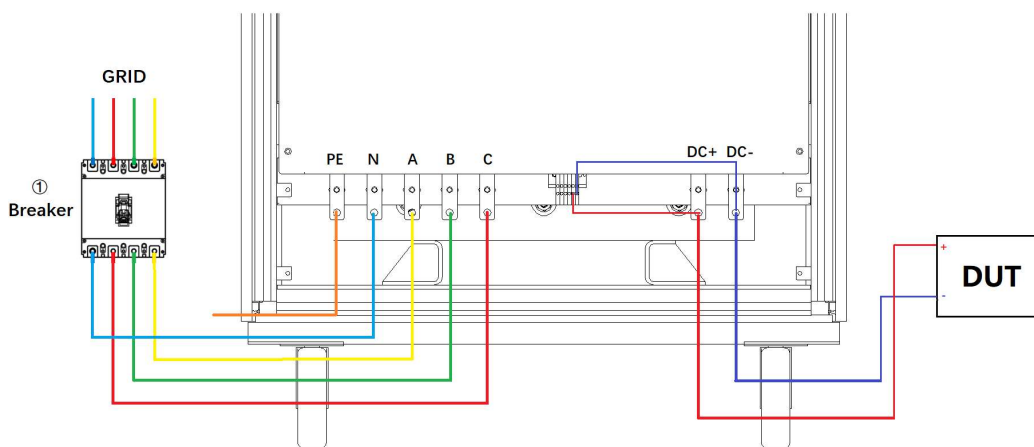 GRID
①
Breaker
PE N A B C DC+ DC-
+
DUT
-